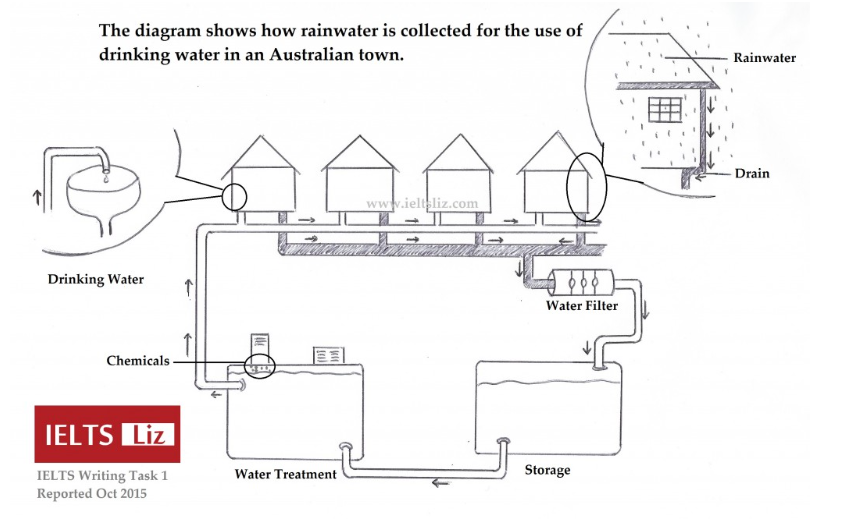 The diagram shows how rainwater is collected for the use of
drinking water in an Australian town.
Rainwater
Drain
www.ieltsliz.com
Drinking Water
Water Filter
Chemicals
IELTS Liz
IELTS Writing Task 1
Reported Oct 2015
Water Treatment
Storage